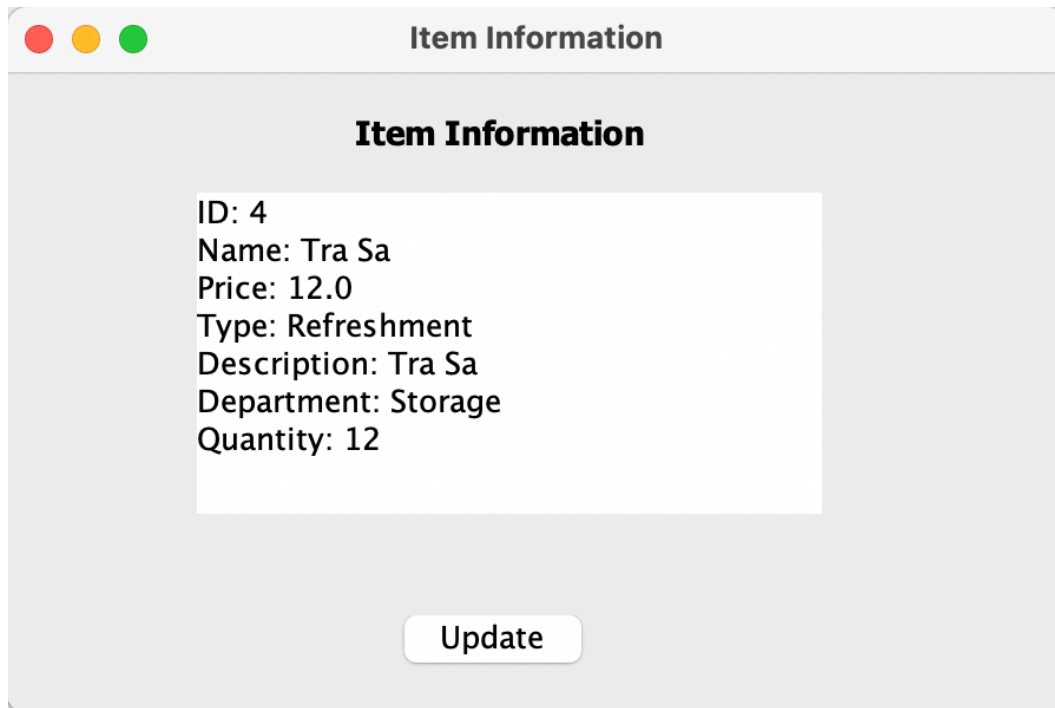 Item Information
Item Information
ID: 4
Name: Tra Sa
Price: 12.0
Type: Refreshment
Description: Tra Sa
Department: Storage
Quantity: 12
Update